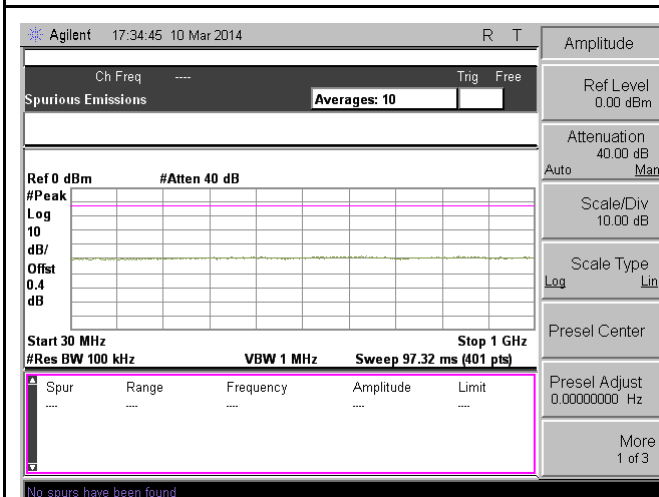 Agilent 17:34:45 10 Mar 2014 R T
Ch Freq ---- Trig Free
Spurious Emissions Averages: 10
Ref 0 dBm #Atten 40 dB
#Peak
Log
10
dB/
Offst
0.4
dB
Start 30 MHz Stop 1 GHz
#Res BW 100 kHz VBW 1 MHz Sweep 97.32 ms (401 pts)
Spur Range Frequency Amplitude Limit
---- ---- ---- ---- ----
No spurs have been found
Amplitude
Ref Level
0.00 dBm
Attenuation
40.00 dB
Auto Man
Scale/Div
10.00 dB
Scale Type
Log Lin
Presel Center
Presel Adjust
0.00000000 Hz
More
1 of 3